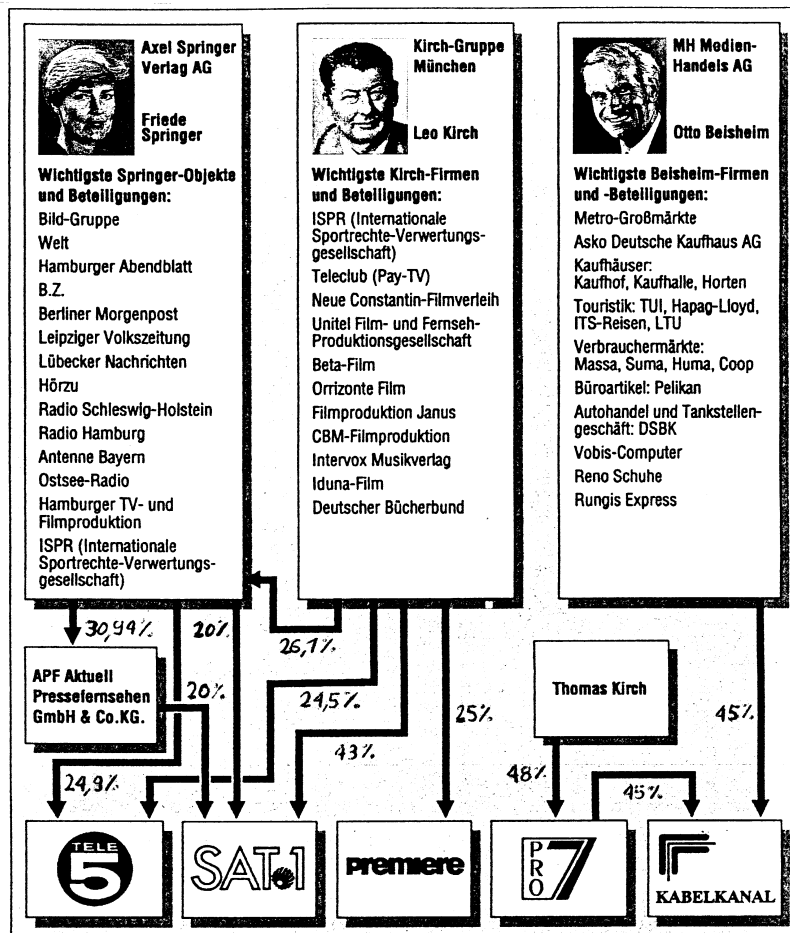 Axel Springer
Verlag AG
Friede
Springer
Wichtigste Springer-Objekte
und Beteiligungen:
Bild-Gruppe
Welt
Hamburger Abendblatt
B.Z.
Berliner Morgenpost
Leipziger Volkszeitung
Lübecker Nachrichten
Hörzu
Radio Schleswig-Holstein
Radio Hamburg
Antenne Bayern
Ostsee-Radio
Hamburger TV- und
Filmproduktion
ISPR (Internationale
Sportrechte-Verwertungs-
gesellschaft)
Kirch-Gruppe
München
Leo Kirch
Wichtigste Kirch-Firmen
und Beteiligungen:
ISPR (Internationale
Sportrechte-Verwertungs-
gesellschaft)
Teleclub (Pay-TV)
Neue Constantin-Filmverleih
Unitel Film- und Fernseh-
Produktionsgesellschaft
Beta-Film
Orrizonte Film
Filmproduktion Janus
CBM-Filmproduktion
Intervox Musikverlag
Iduna-Film
Deutscher Bücherbund
MH Medien-
Handels AG
Otto Beisheim
Wichtigste Beisheim-Firmen
und -Beteiligungen:
Metro-Großmärkte
Asko Deutsche Kaufhaus AG
Kaufhäuser:
Kaufhof, Kaufhalle, Horten
Touristik: TUI, Hapag-Lloyd,
ITS-Reisen, LTU
Verbrauchermärkte:
Massa, Suma, Huma, Coop
Büroartikel: Pelikan
Autohandel und Tankstellen-
geschäft: DSBK
Vobis-Computer
Reno Schuhe
Rungis Express
30,94%
20%
26,7%
APF Aktuell
Pressefernsehen
GmbH & Co.KG.
20%
24,5%
25%
Thomas Kirch
45%
24,9%
43%
48%
45%
TELE
5
SAT.1
premiere
PRO
7
KABELKANAL